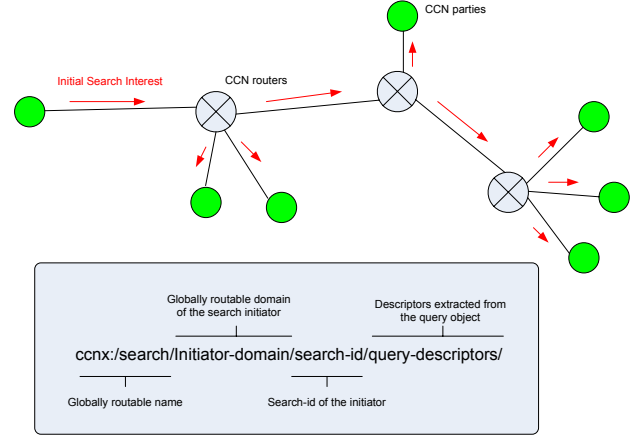 CCN parties
Initial Search Interest
CCN routers
Globally routable domain
of the search initiator
Descriptors extracted from
the query object
ccnx:/search/Initiator-domain/search-id/query-descriptors/
Globally routable name
Search-id of the initiator